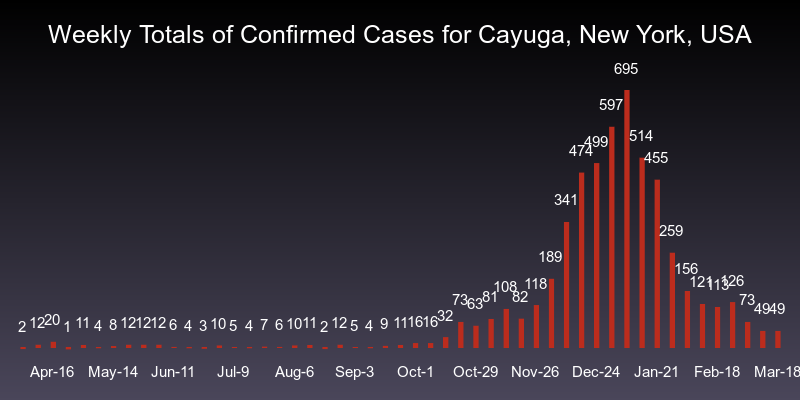 Weekly Totals of Confirmed Cases for Cayuga, New York, USA
2 12 20 1 11 4 8 12 12 12 6 4 3 10 5 4 7 6 10 11 2 12 5 4 9 11 16 16 32 73 63 81 108 82 118 189 341 474 499 597 695 514 455 259 156 121 113 126 73 49 49
Apr-16 May-14 Jun-11 Jul-9 Aug-6 Sep-3 Oct-1 Oct-29 Nov-26 Dec-24 Jan-21 Feb-18 Mar-18